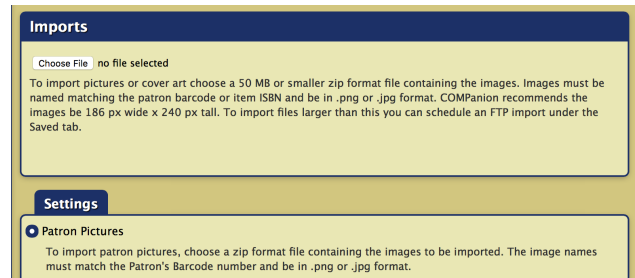 Imports
Choose File no file selected
To import pictures or cover art choose a 50 MB or smaller zip format file containing the images. Images must be
named matching the patron barcode or item ISBN and be in .png or .jpg format. COMPanion recommends the
images be 186 px wide x 240 px tall. To import files larger than this you can schedule an FTP import under the
Saved tab.
Settings
Patron Pictures
To import patron pictures, choose a zip format file containing the images to be imported. The image names
must match the Patron's Barcode number and be in .png or .jpg format.